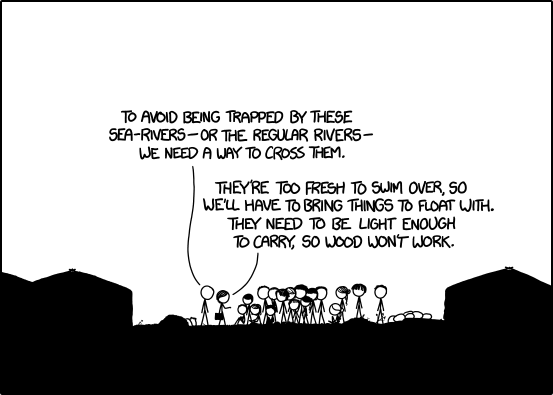 TO AVOID BEING TRAPPED BY THESE
SEA-RIVERS—OR THE REGULAR RIVERS—
WE NEED A WAY TO CROSS THEM.
THEY'RE TOO FRESH TO SWIM OVER, SO
WE'LL HAVE TO BRING THINGS TO FLOAT WITH.
THEY NEED TO BE LIGHT ENOUGH
TO CARRY, SO WOOD WON'T WORK.